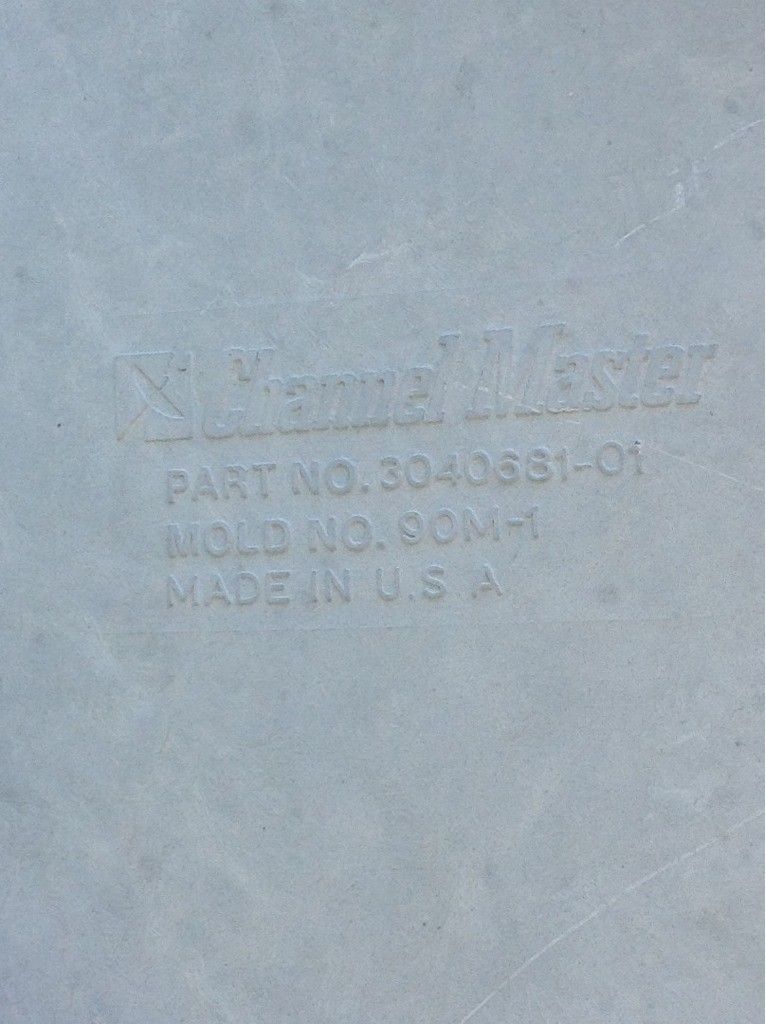 Channel Master
PART NO. 3040681-01
MOLD NO. 90M-1
MADE IN U.S A